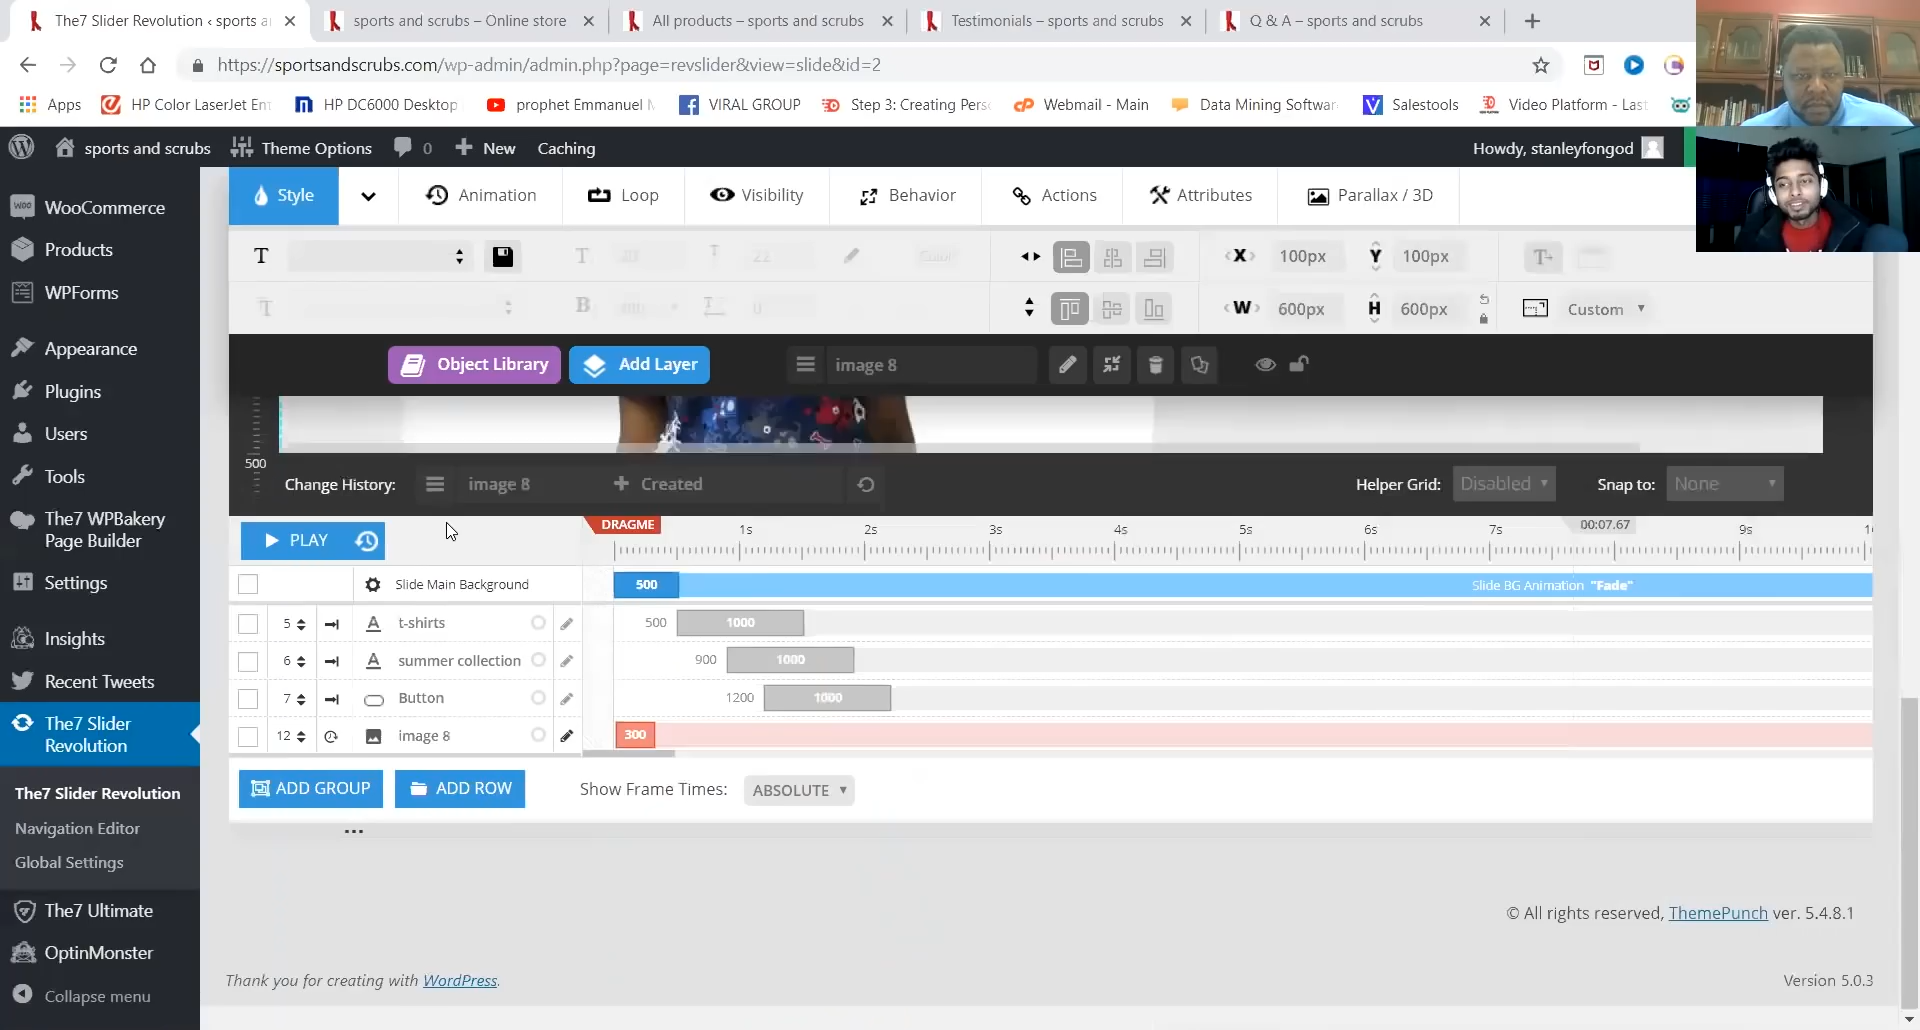 The7 Slider Revolution ‹ sports a
sports and scrubs – Online store
All products – sports and scrubs
Testimonials – sports and scrubs
Q & A – sports and scrubs
https://sportsandscrubs.com/wp-admin/admin.php?page=revslider&view=slide&id=2
Apps
HP Color LaserJet Ent
HP DC6000 Desktop
prophet Emmanuel M
VIRAL GROUP
Step 3: Creating Perso
Webmail - Main
Data Mining Software
Salestools
Video Platform - Last
sports and scrubs
Theme Options
0
New
Caching
Howdy, stanleyfongod
WooCommerce
Products
WPForms
Appearance
Plugins
Users
Tools
The7 WPBakery
Page Builder
Settings
Insights
Recent Tweets
The7 Slider
Revolution
The7 Slider Revolution
Navigation Editor
Global Settings
The7 Ultimate
OptinMonster
Collapse menu
Style
Animation
Loop
Visibility
Behavior
Actions
Attributes
Parallax / 3D
22
Color
X 100px
Y 100px
0
W 600px
H 600px
Custom
Object Library
Add Layer
image 8
500
Change History:
image 8
Created
Helper Grid:
Disabled
Snap to:
None
PLAY
DRAGME
1s
2s
3s
4s
5s
6s
7s
00:07.67
9s
Slide Main Background
500
Slide BG Animation "Fade"
5
t-shirts
500
1000
6
summer collection
900
1000
7
Button
1200
1000
12
image 8
300
ADD GROUP
ADD ROW
Show Frame Times:
ABSOLUTE
© All rights reserved, ThemePunch ver. 5.4.8.1
Thank you for creating with WordPress.
Version 5.0.3